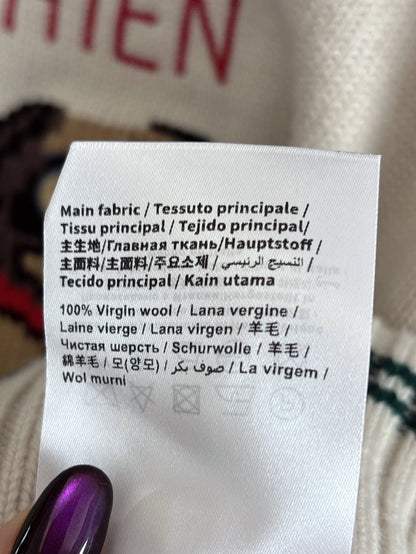 HIEN
Main fabric / Tessuto principale /
Tissu principal / Tejido principal/
主生地/Главная ткань/Hauptstoff /
主面料/主面料/주요소재 / النسيج الرئيسي /
Tecido principal / Kain utama
100% Virgin wool / Lana vergine /
Laine vierge / Lana virgen / 羊毛 /
Чистая шерсть / Schurwolle / 羊毛 /
綿羊毛 / 모(양모) / صوف بكر / La virgem /
Wol murni